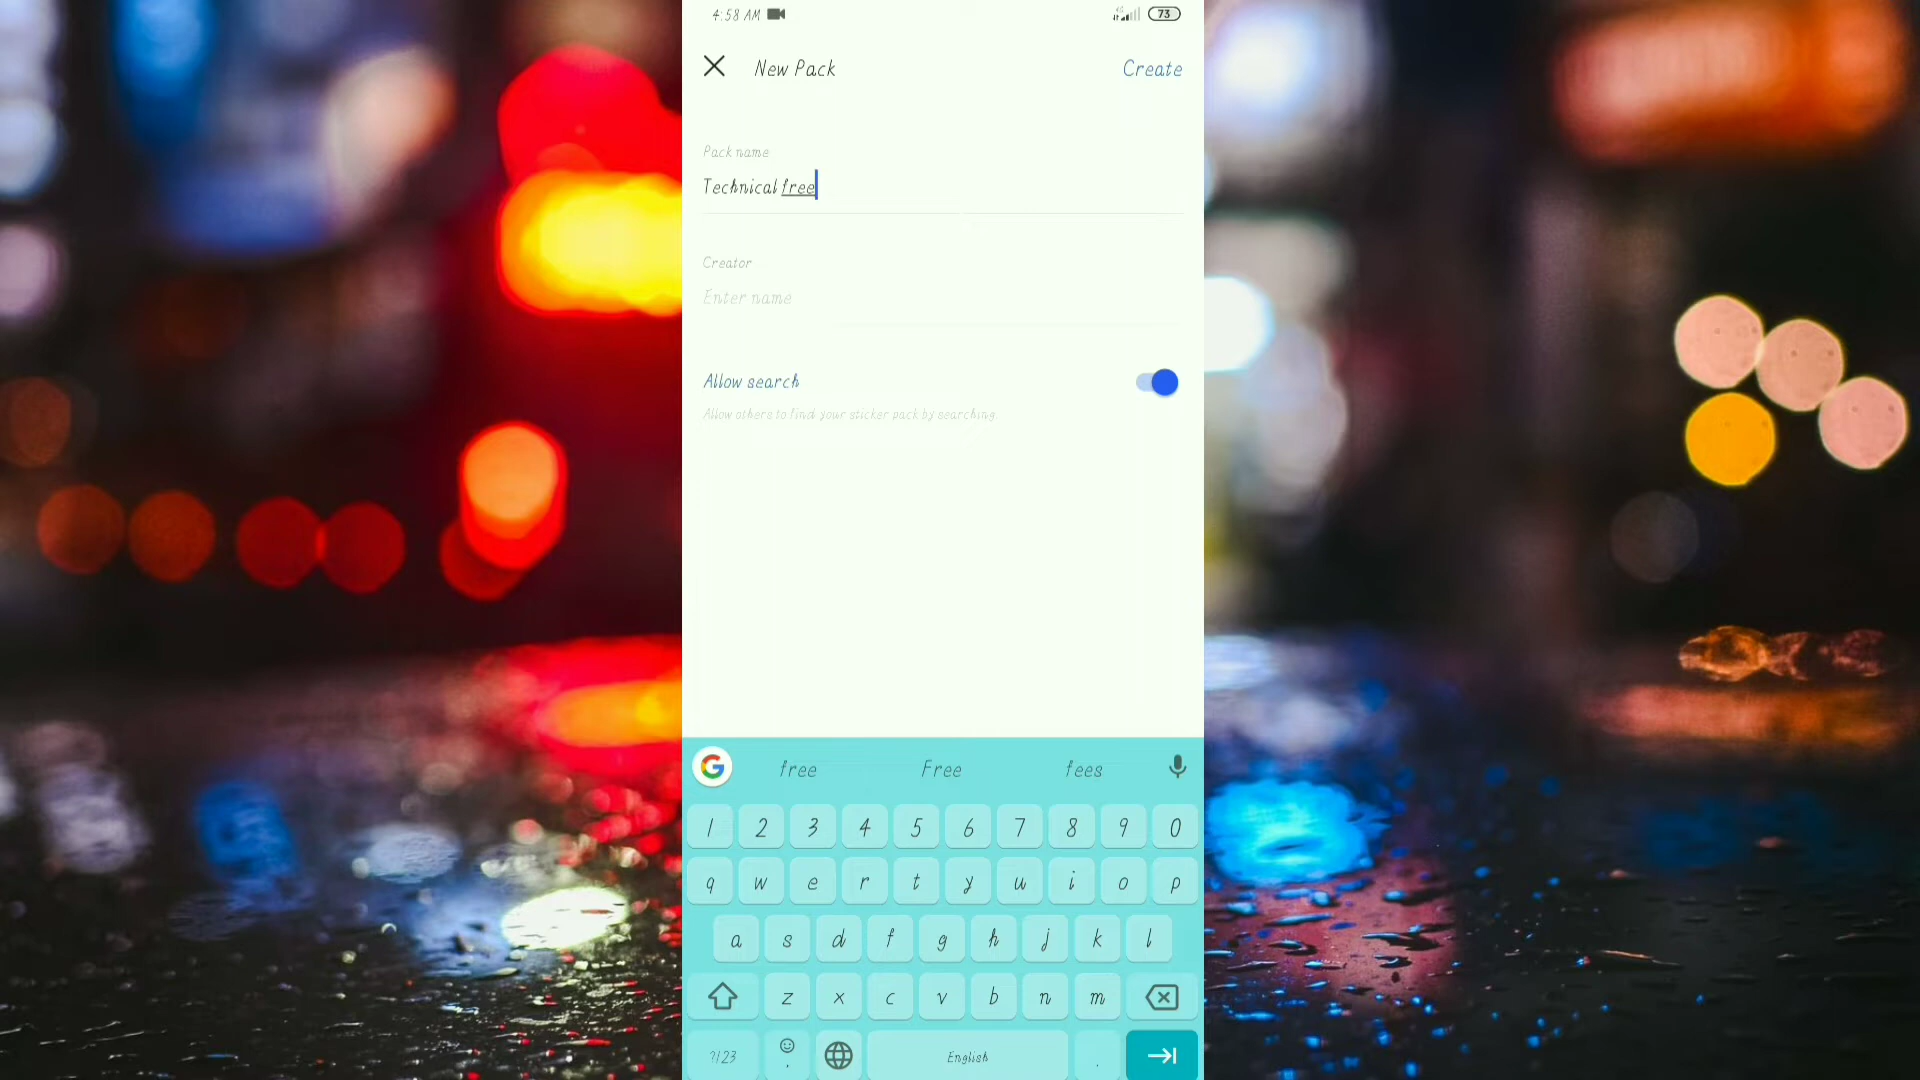 4:58 AM 4G 73
New Pack Create
Pack name
Technical free
Creator
Enter name
Allow search
Allow others to find your sticker pack by searching.
G free Free fees
1 2 3 4 5 6 7 8 9 0
q w e r t y u i o p
a s d f g h j k l
z x c v b n m
?123 , English .